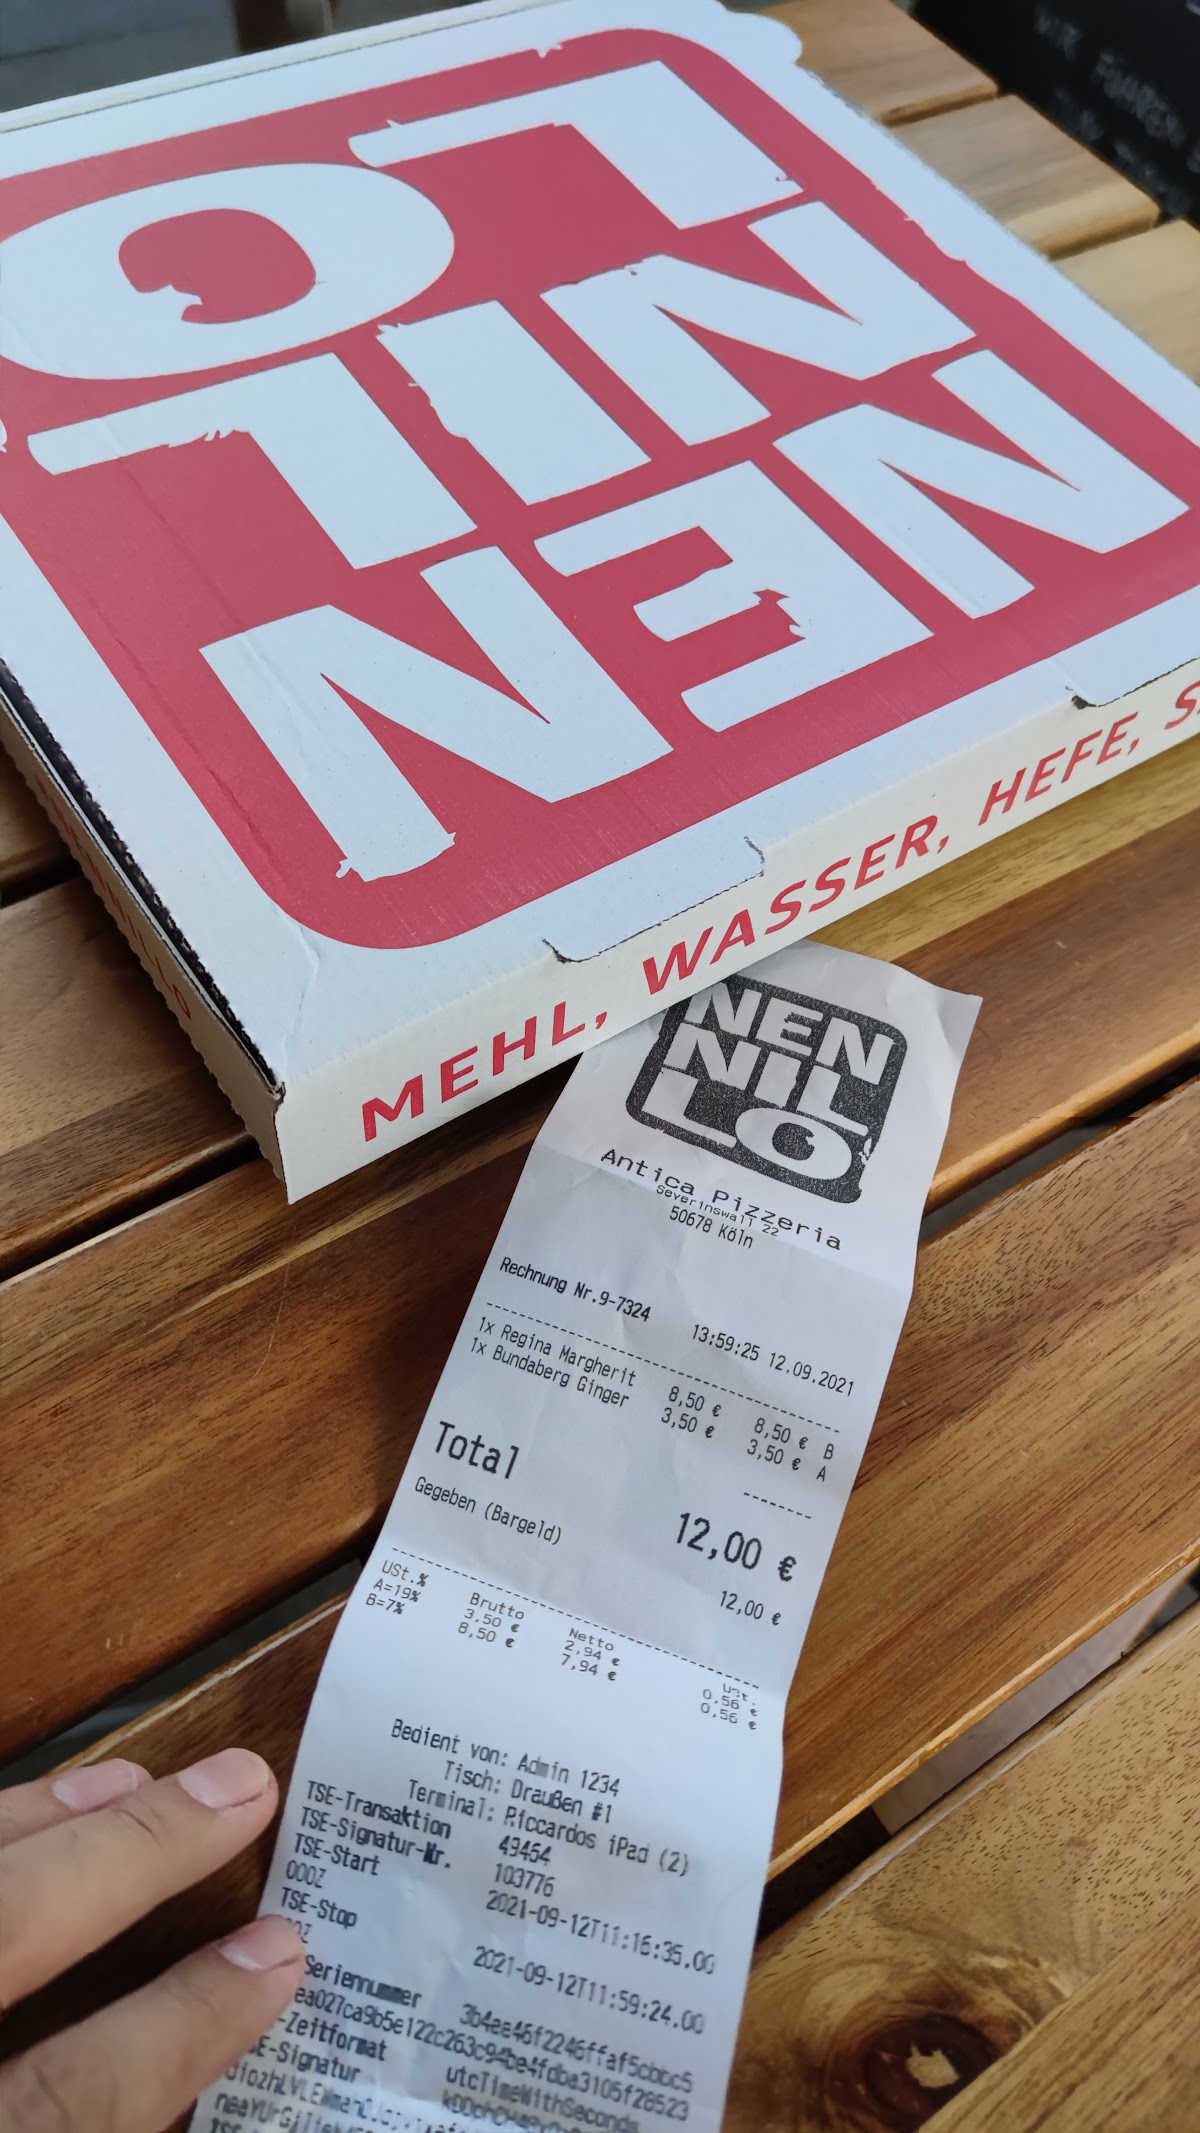 NEN
NIL
LO
MEHL, WASSER, HEFE,
NENNILLO
NEN
NIL
LO
Antica Pizzeria
Severinswall 22
50678 Köln
Rechnung Nr.9-7324 13:59:25 12.09.2021
1x Regina Margherit 8,50 € 8,50 € B
1x Bundaberg Ginger 3,50 € 3,50 € A
Total 12,00 €
Gegeben (Bargeld) 12,00 €
USt.% Brutto Netto Ust.
A=19% 3,50 € 2,94 € 0,56 €
B=7% 8,50 € 7,94 € 0,56 €
Bedient von: Admin 1234
Tisch: Draußen #1
Terminal: Riccardos iPad (2)
TSE-Transaktion 49454
TSE-Signatur-Nr. 103776
TSE-Start 2021-09-12T11:16:35.00
000Z
TSE-Stop 2021-09-12T11:59:24.00
Seriennummer 3b4ee46f2246ffaf5cbbc5
ea027ca9b5e122c263c94be4fdba3105f28523
-Zeitformat utcTimeWithSeconds
SE-Signatur
WIR